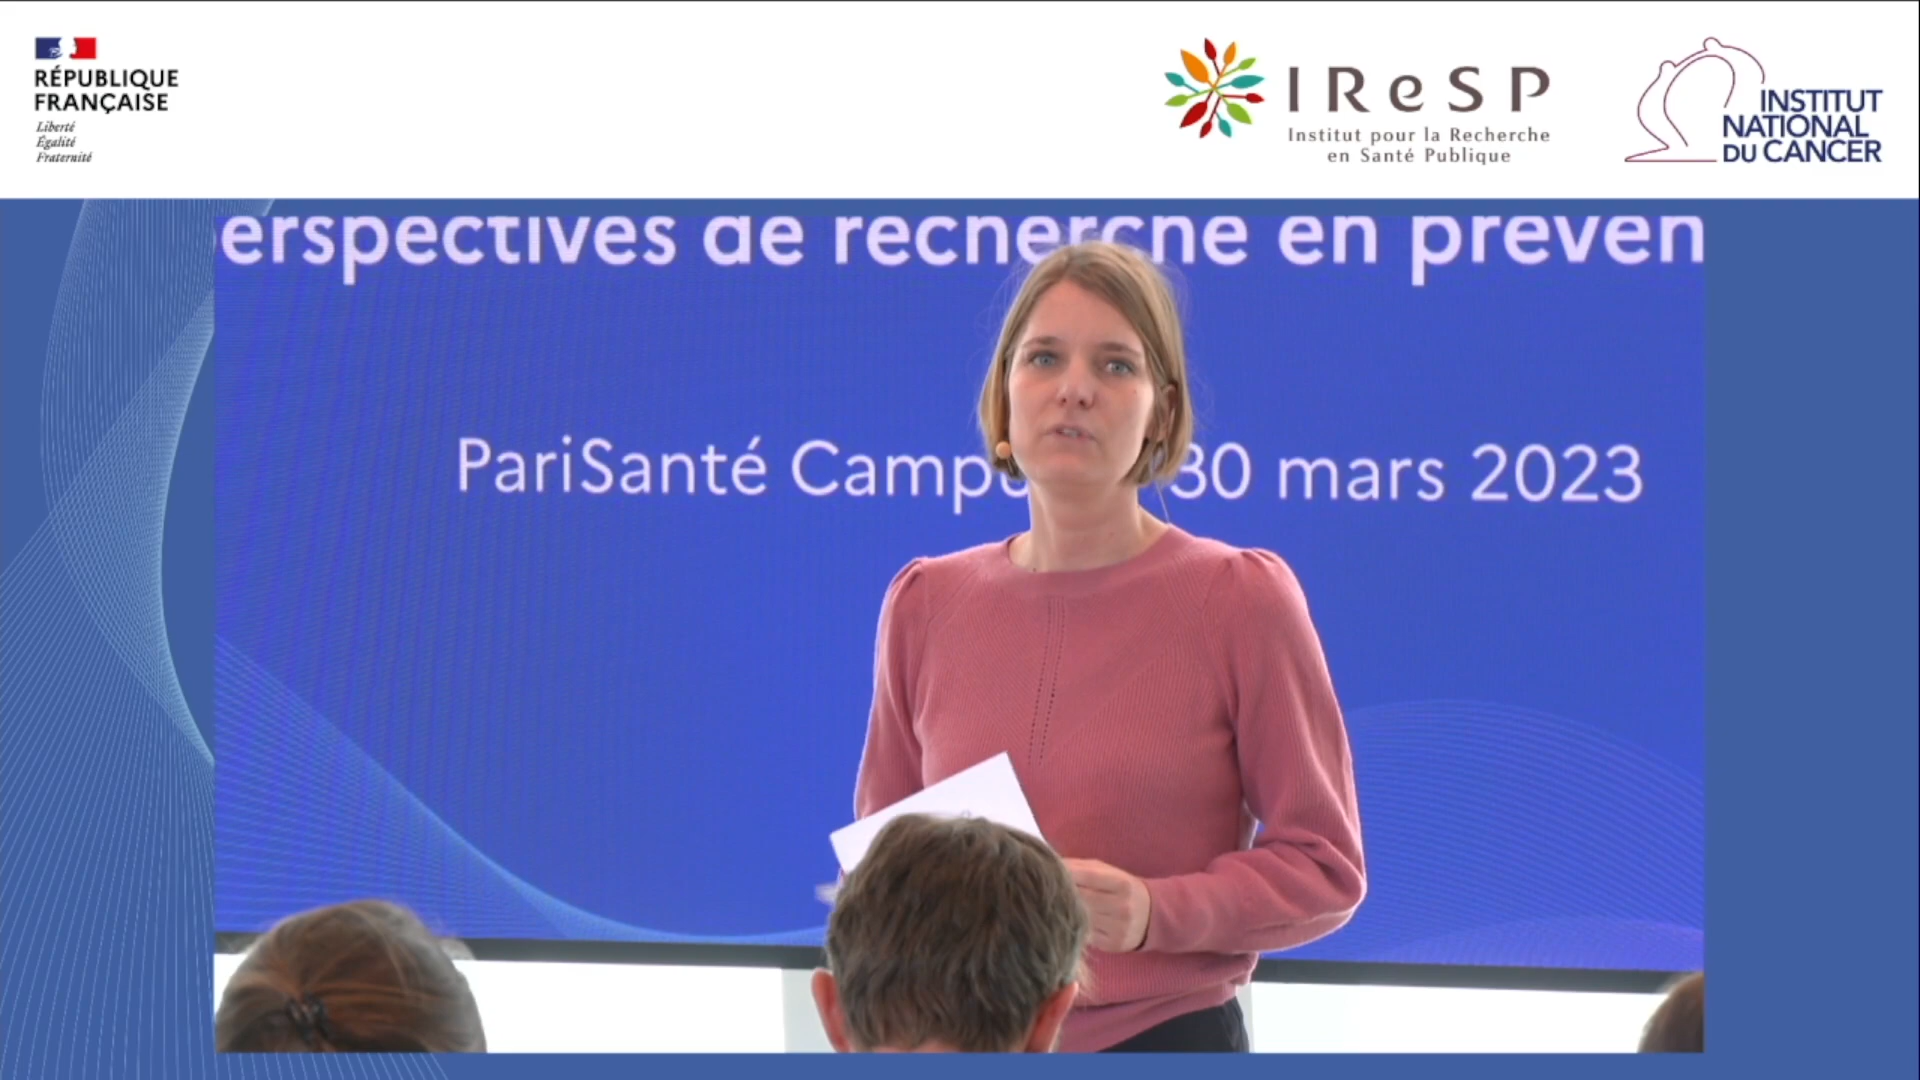 RÉPUBLIQUE
FRANÇAISE
Liberté
Égalité
Fraternité
IReSP
Institut pour la Recherche
en Santé Publique
INSTITUT
NATIONAL
DU CANCER
erspectives de recherche en préven
PariSanté Camp 30 mars 2023